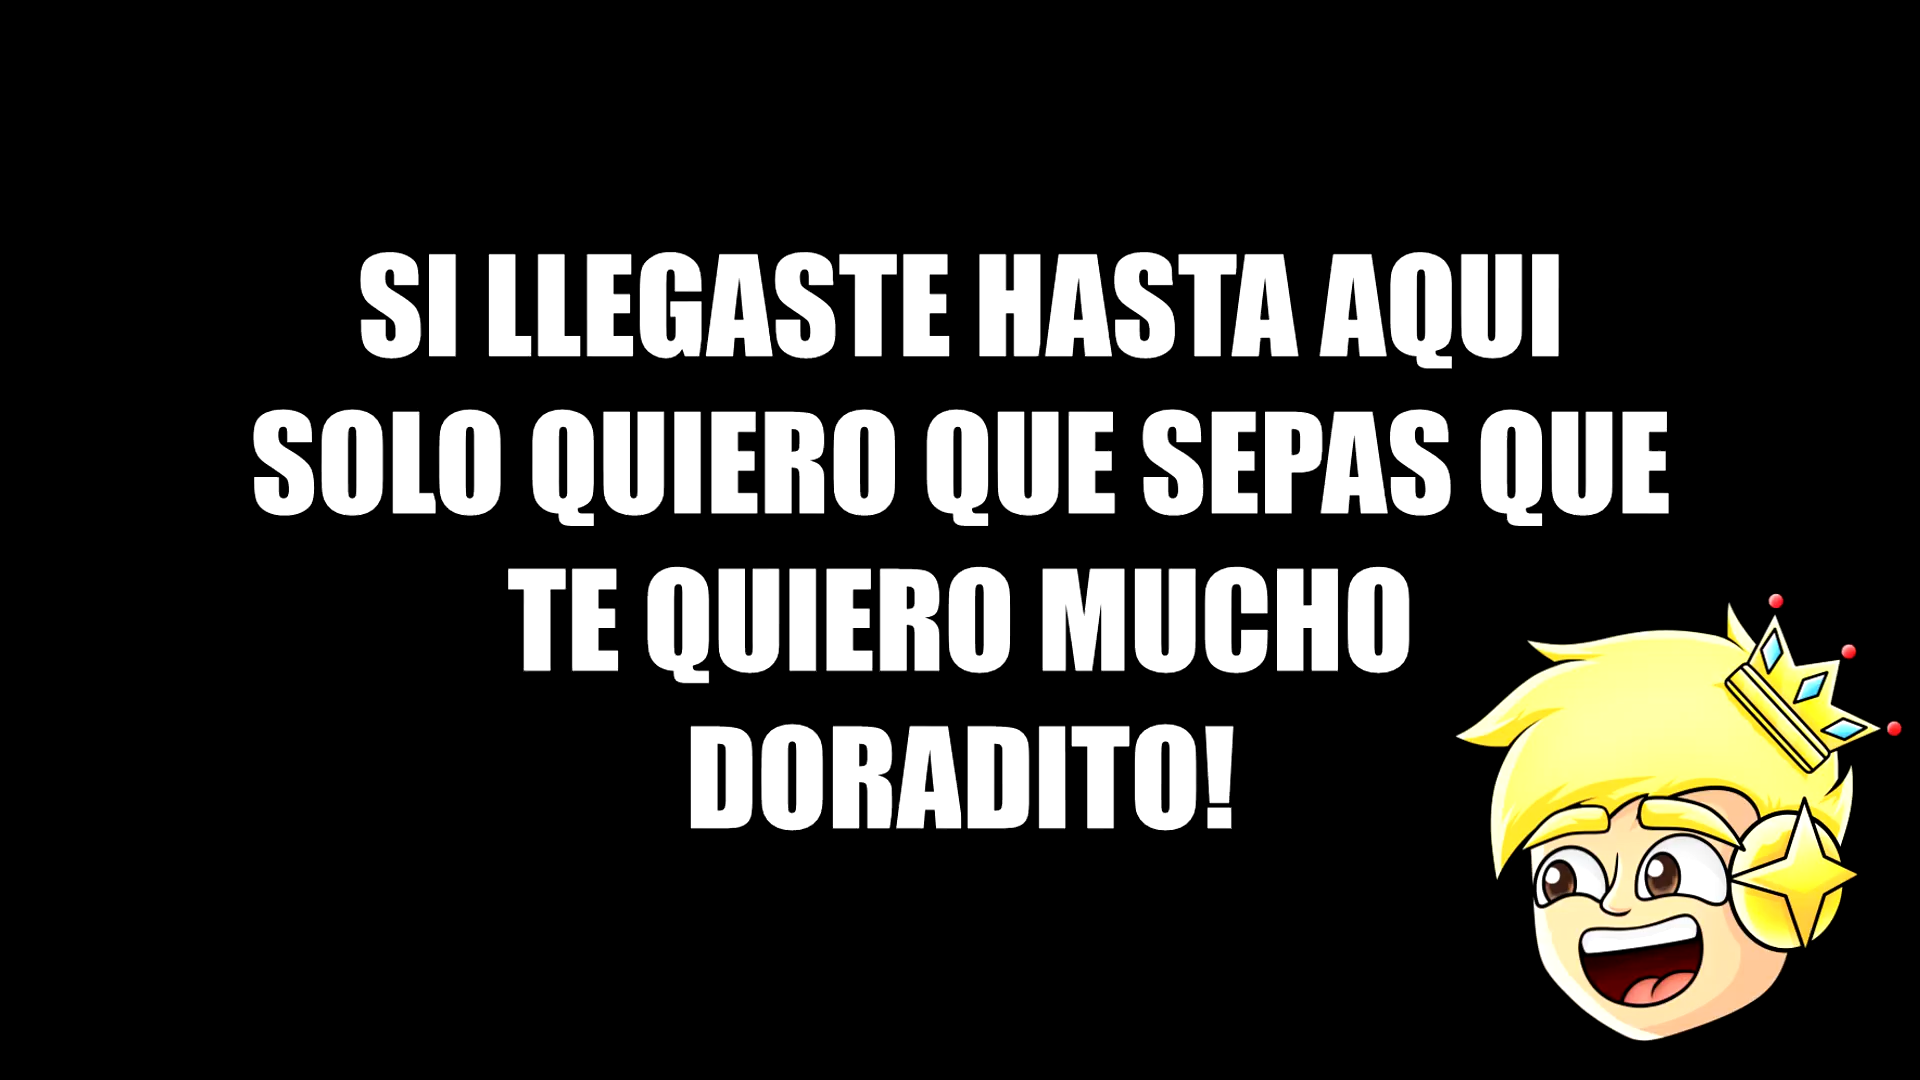 SI LLEGASTE HASTA AQUI
SOLO QUIERO QUE SEPAS QUE
TE QUIERO MUCHO
DORADITO!